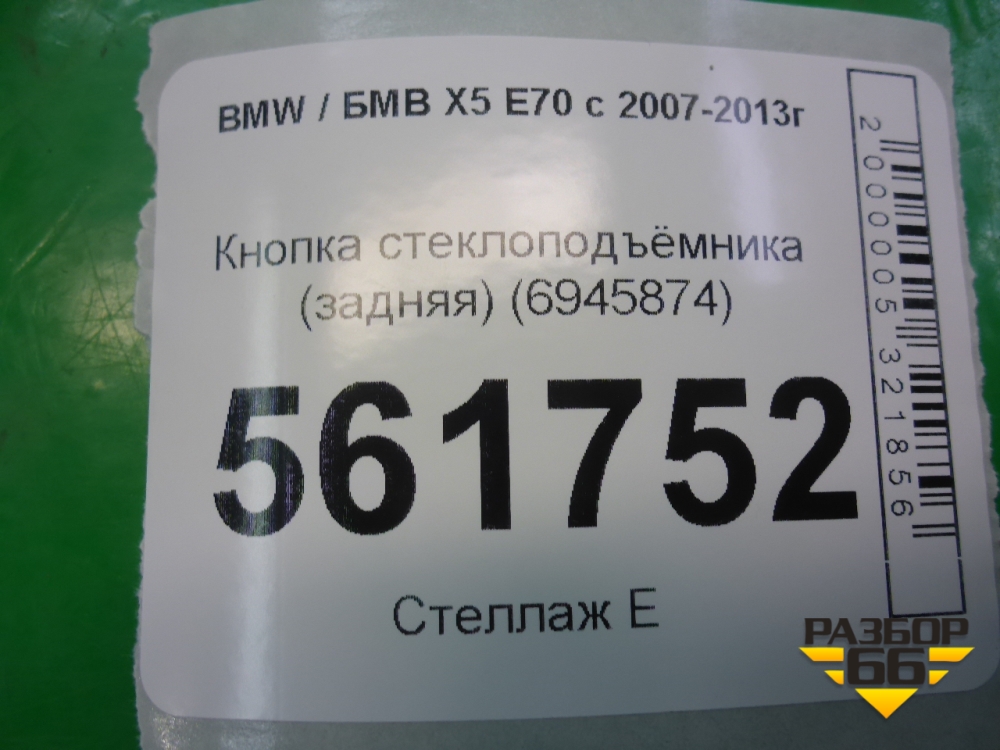 BMW / БМВ X5 E70 с 2007-2013г
Кнопка стеклоподъёмника
(задняя) (6945874)
561752
Стеллаж Е
2000005321856
РАЗБОР
66